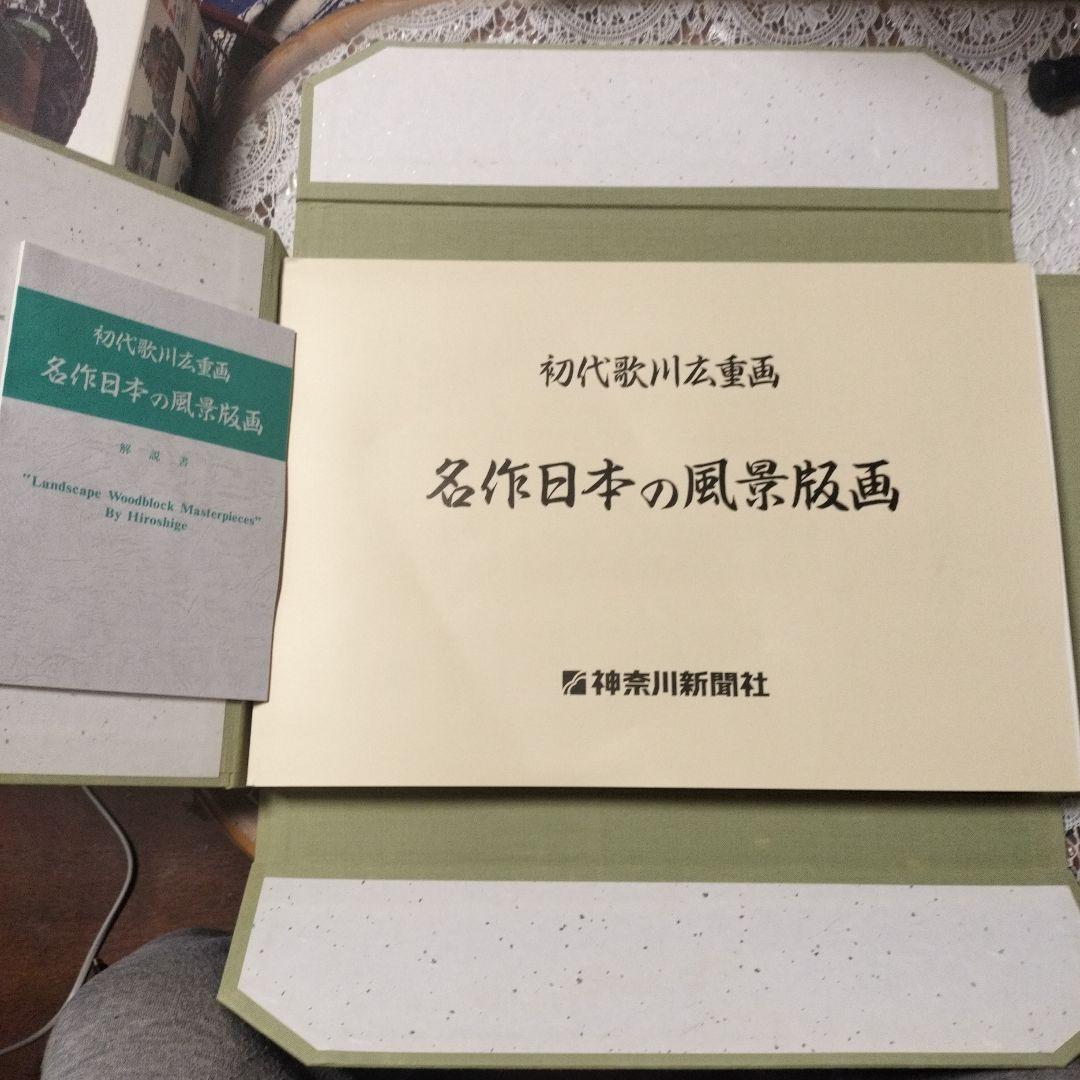 初代歌川広重画
名作日本の風景版画
解説書
"Landscape Woodblock Masterpieces"
By Hiroshige
初代歌川広重画
名作日本の風景版画
神奈川新聞社